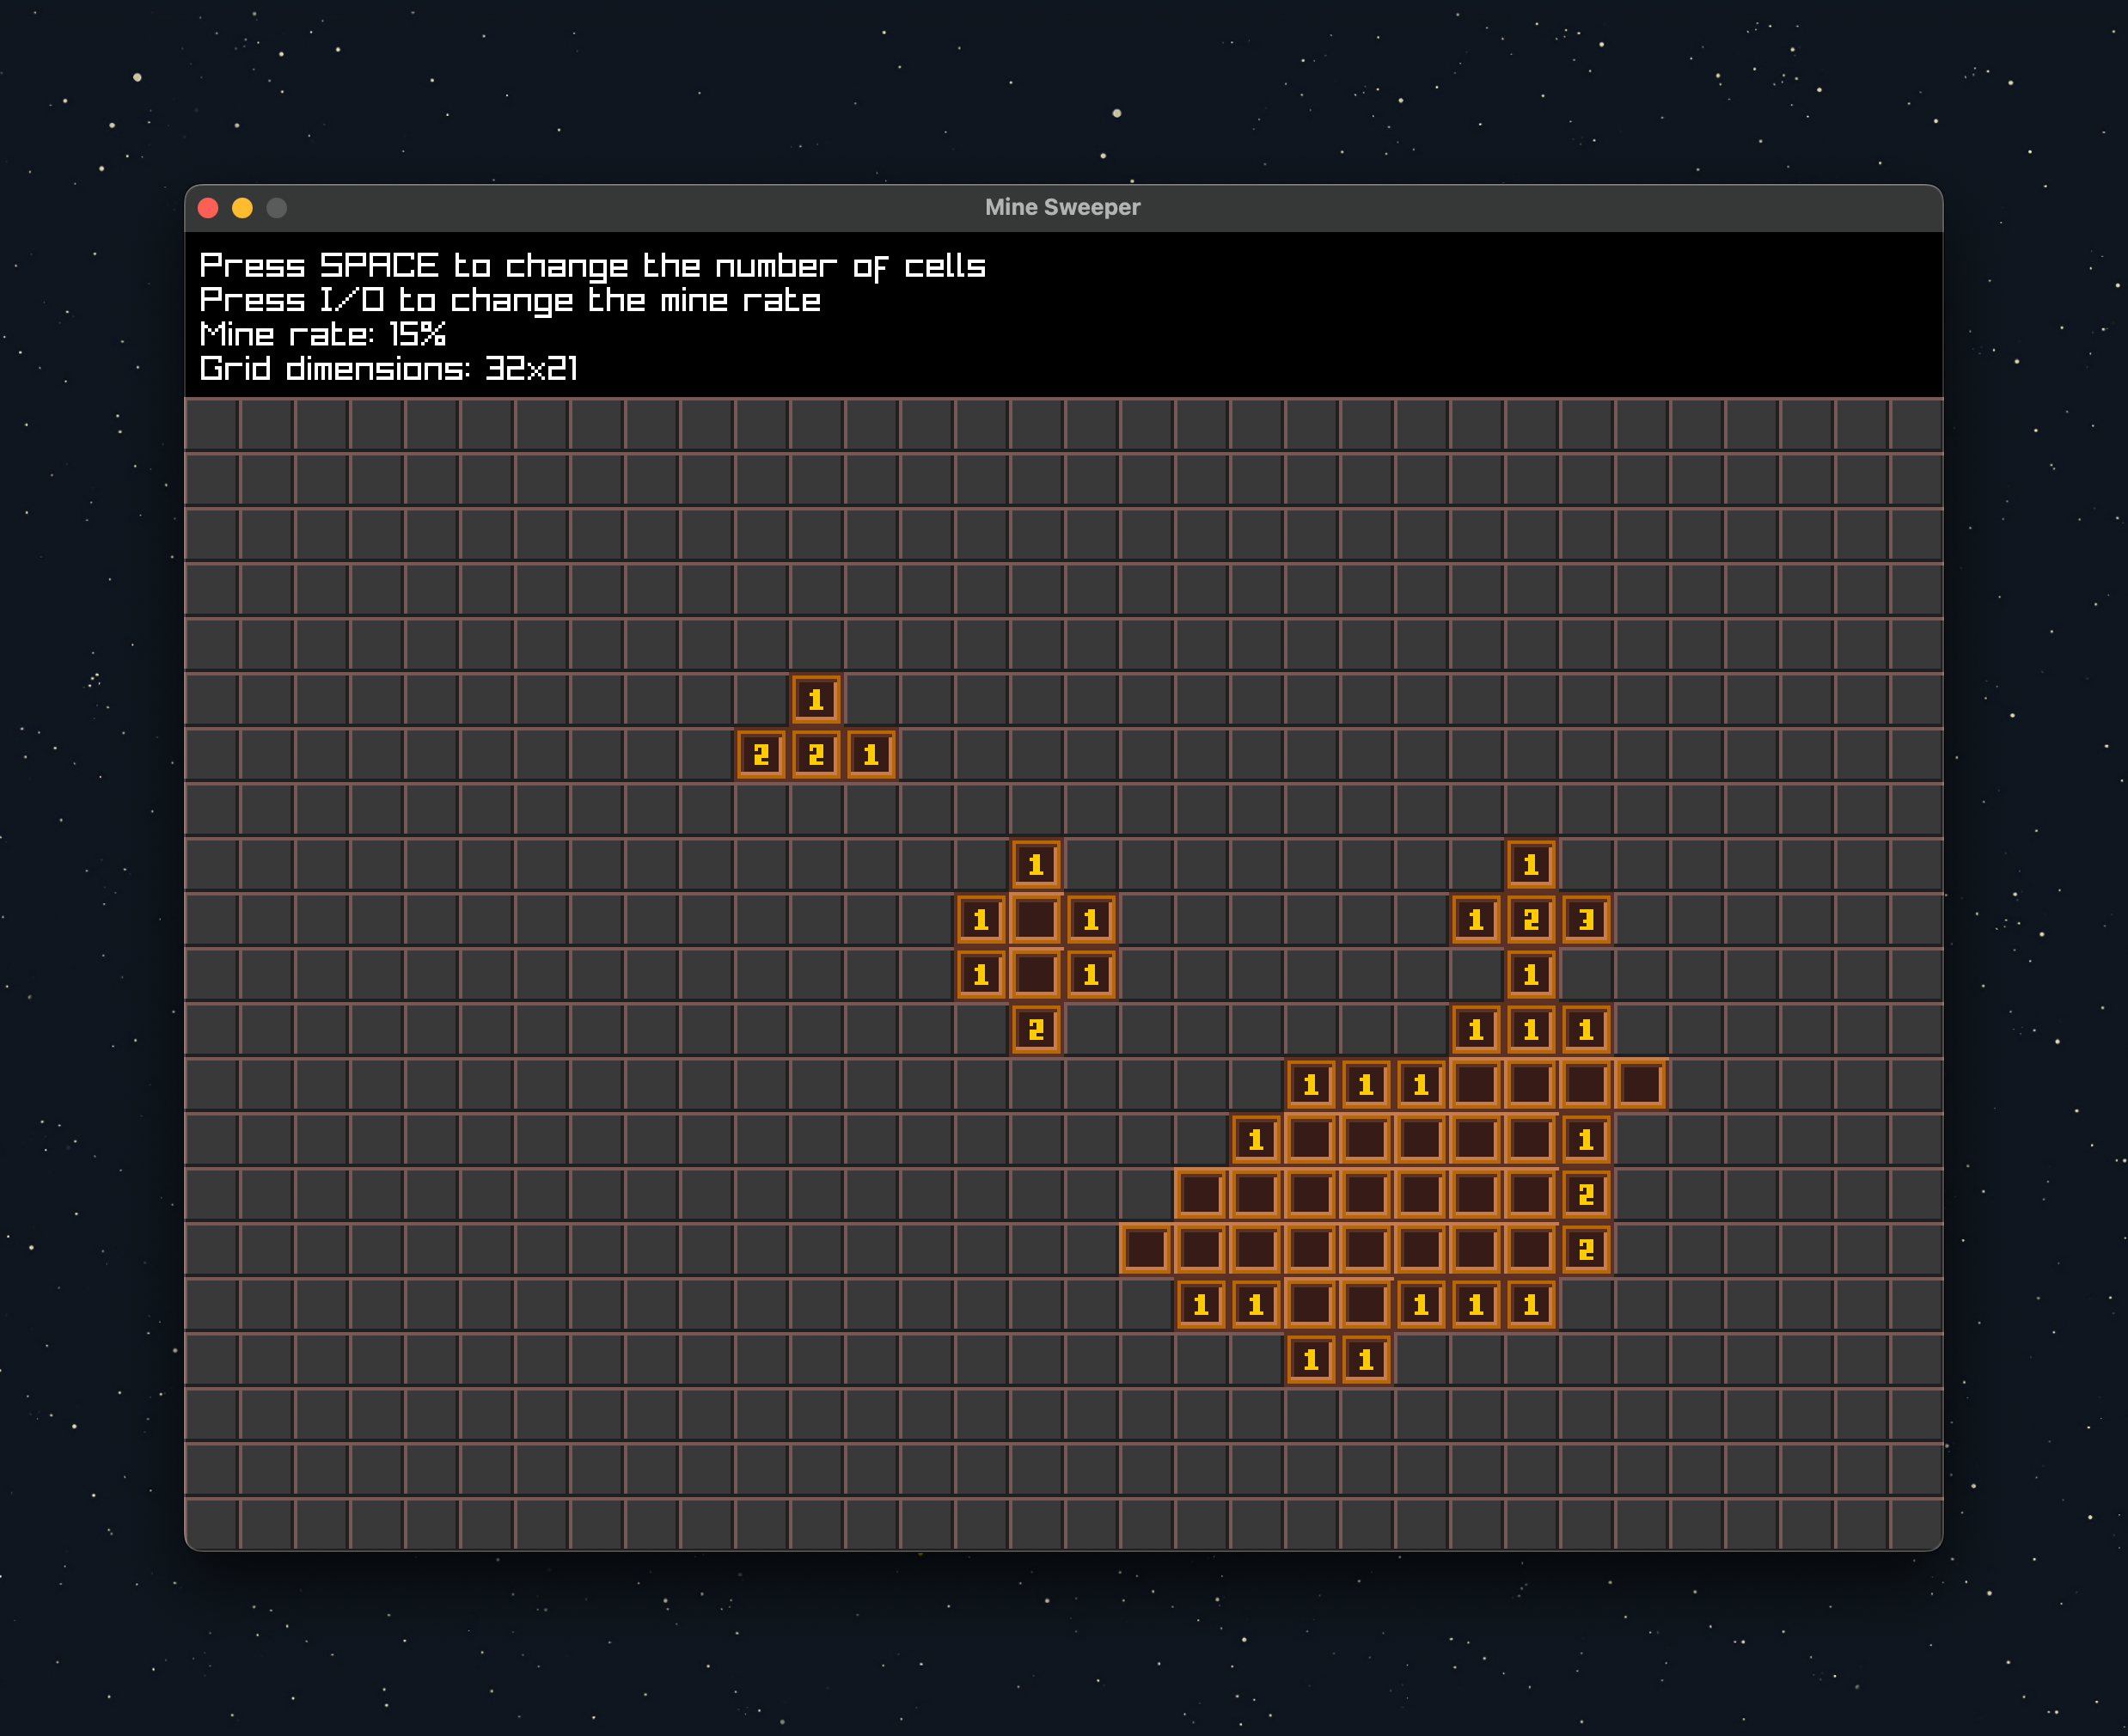 Mine Sweeper
Press SPACE to change the number of cells
Press I/O to change the mine rate
Mine rate: 15%
Grid dimensions: 32x21
1
2 2 1
1 1
1 1 1 2 3
1 1 1
2 1 1 1
1 1 1
1 1
2
2
1 1 1 1 1
1 1